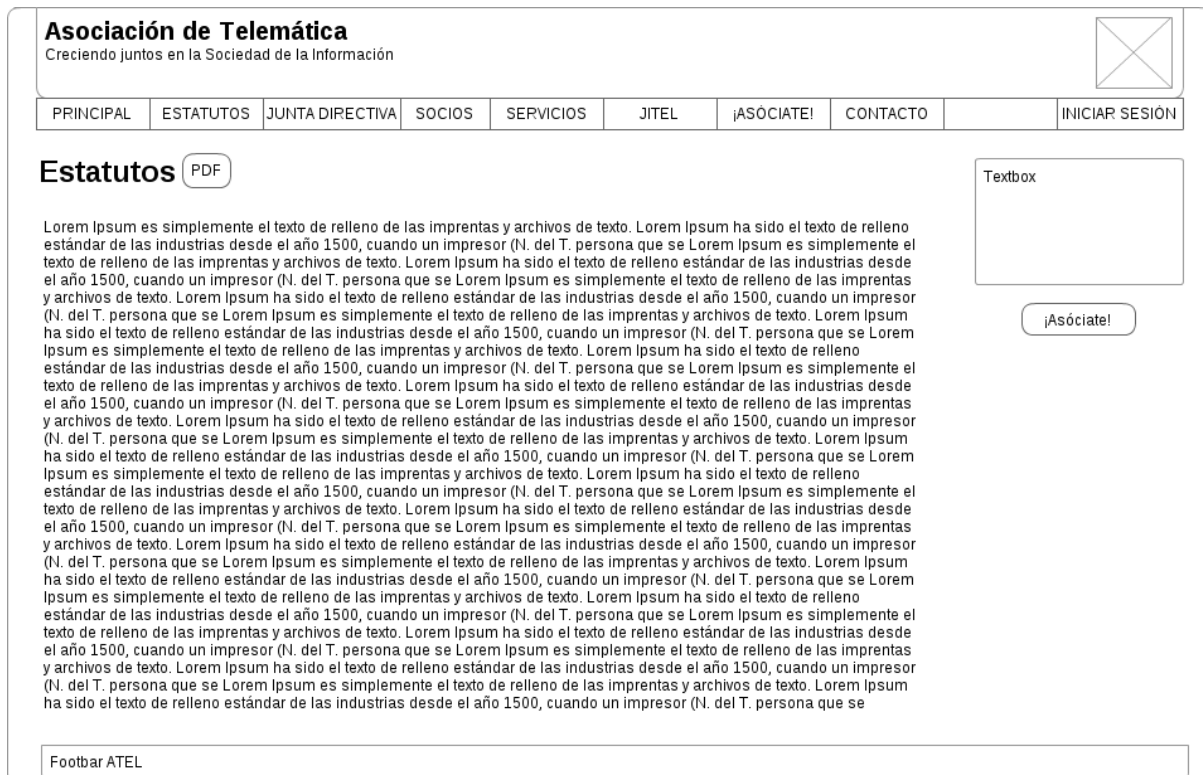 Asociación de Telemática
Creciendo juntos en la Sociedad de la Información
PRINCIPAL ESTATUTOS JUNTA DIRECTIVA SOCIOS SERVICIOS JITEL ¡ASÓCIATE! CONTACTO INICIAR SESIÓN
Estatutos PDF
Textbox
Lorem Ipsum es simplemente el texto de relleno de las imprentas y archivos de texto. Lorem Ipsum ha sido el texto de relleno
estándar de las industrias desde el año 1500, cuando un impresor (N. del T. persona que se Lorem Ipsum es simplemente el
texto de relleno de las imprentas y archivos de texto. Lorem Ipsum ha sido el texto de relleno estándar de las industrias desde
el año 1500, cuando un impresor (N. del T. persona que se Lorem Ipsum es simplemente el texto de relleno de las imprentas
y archivos de texto. Lorem Ipsum ha sido el texto de relleno estándar de las industrias desde el año 1500, cuando un impresor
(N. del T. persona que se Lorem Ipsum es simplemente el texto de relleno de las imprentas y archivos de texto. Lorem Ipsum
ha sido el texto de relleno estándar de las industrias desde el año 1500, cuando un impresor (N. del T. persona que se Lorem
Ipsum es simplemente el texto de relleno de las imprentas y archivos de texto. Lorem Ipsum ha sido el texto de relleno
estándar de las industrias desde el año 1500, cuando un impresor (N. del T. persona que se Lorem Ipsum es simplemente el
texto de relleno de las imprentas y archivos de texto. Lorem Ipsum ha sido el texto de relleno estándar de las industrias desde
el año 1500, cuando un impresor (N. del T. persona que se Lorem Ipsum es simplemente el texto de relleno de las imprentas
y archivos de texto. Lorem Ipsum ha sido el texto de relleno estándar de las industrias desde el año 1500, cuando un impresor
(N. del T. persona que se Lorem Ipsum es simplemente el texto de relleno de las imprentas y archivos de texto. Lorem Ipsum
ha sido el texto de relleno estándar de las industrias desde el año 1500, cuando un impresor (N. del T. persona que se Lorem
Ipsum es simplemente el texto de relleno de las imprentas y archivos de texto. Lorem Ipsum ha sido el texto de relleno
estándar de las industrias desde el año 1500, cuando un impresor (N. del T. persona que se Lorem Ipsum es simplemente el
texto de relleno de las imprentas y archivos de texto. Lorem Ipsum ha sido el texto de relleno estándar de las industrias desde
el año 1500, cuando un impresor (N. del T. persona que se Lorem Ipsum es simplemente el texto de relleno de las imprentas
y archivos de texto. Lorem Ipsum ha sido el texto de relleno estándar de las industrias desde el año 1500, cuando un impresor
(N. del T. persona que se Lorem Ipsum es simplemente el texto de relleno de las imprentas y archivos de texto. Lorem Ipsum
ha sido el texto de relleno estándar de las industrias desde el año 1500, cuando un impresor (N. del T. persona que se Lorem
Ipsum es simplemente el texto de relleno de las imprentas y archivos de texto. Lorem Ipsum ha sido el texto de relleno
estándar de las industrias desde el año 1500, cuando un impresor (N. del T. persona que se Lorem Ipsum es simplemente el
texto de relleno de las imprentas y archivos de texto. Lorem Ipsum ha sido el texto de relleno estándar de las industrias desde
el año 1500, cuando un impresor (N. del T. persona que se Lorem Ipsum es simplemente el texto de relleno de las imprentas
y archivos de texto. Lorem Ipsum ha sido el texto de relleno estándar de las industrias desde el año 1500, cuando un impresor
(N. del T. persona que se Lorem Ipsum es simplemente el texto de relleno de las imprentas y archivos de texto. Lorem Ipsum
ha sido el texto de relleno estándar de las industrias desde el año 1500, cuando un impresor (N. del T. persona que se
¡Asóciate!
Footbar ATEL